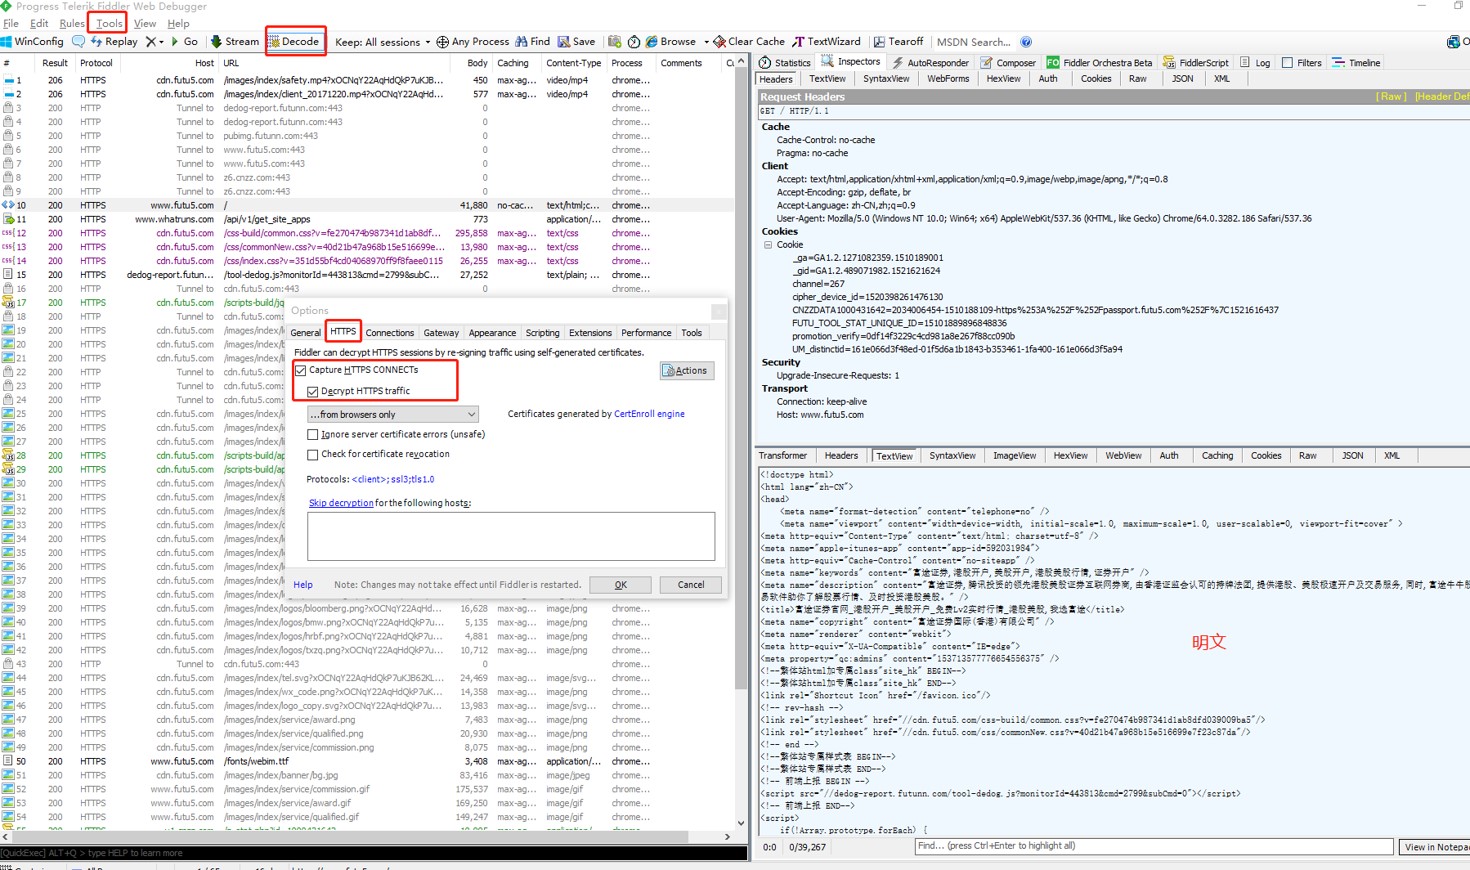 Progress Telerik Fiddler Web Debugger
File Edit Rules Tools View Help
WinConfig Replay X Go Stream Decode Keep: All sessions Any Process Find Save Browse Clear Cache TextWizard Tearoff MSDN Search...
# Result Protocol Host URL Body Caching Content-Type Process Comments
1 206 HTTPS cdn.futu5.com /images/index/safety.mp4?xOCNqY22AqHdQkP7uKJB... 450 max-ag... video/mp4 chrome...
2 206 HTTPS cdn.futu5.com /images/index/client_20171220.mp4?xOCNqY22AqHd... 577 max-ag... video/mp4 chrome...
3 200 HTTP Tunnel to dedog-report.futunn.com:443 0 chrome...
4 200 HTTP Tunnel to dedog-report.futunn.com:443 0 chrome...
5 200 HTTP Tunnel to pubimg.futunn.com:443 0 chrome...
6 200 HTTP Tunnel to www.futu5.com:443 0 chrome...
7 200 HTTP Tunnel to www.futu5.com:443 0 chrome...
8 200 HTTP Tunnel to z6.cnzz.com:443 0 chrome...
9 200 HTTP Tunnel to z6.cnzz.com:443 0 chrome...
10 200 HTTPS www.futu5.com / 41,880 no-cac... text/html;c... chrome...
11 200 HTTPS www.whatruns.com /api/v1/get_site_apps 773 application/... chrome...
12 200 HTTPS cdn.futu5.com /css-build/common.css?v=fe270474b987341d1ab8df... 295,858 max-ag... text/css chrome...
13 200 HTTPS cdn.futu5.com /css/commonNew.css?v=40d21b47a968b15e516699e... 13,980 max-ag... text/css chrome...
14 200 HTTPS cdn.futu5.com /css/index.css?v=351d55bf4cd04068970ff9f8faee0115 26,255 max-ag... text/css chrome...
15 200 HTTPS dedog-report.futunn... /tool-dedog.js?monitorId=443813&cmd=2799&subC... 27,252 text/plain; ... chrome...
16 200 HTTP Tunnel to cdn.futu5.com:443 0 chrome...
17 200 HTTPS cdn.futu5.com /scripts-build/jq
18 200 HTTP Tunnel to cdn.futu5.com:443
19 200 HTTPS cdn.futu5.com /images/index/
20 200 HTTPS cdn.futu5.com /images/index/
21 200 HTTPS cdn.futu5.com /images/index/
22 200 HTTP Tunnel to cdn.futu5.com:443
23 200 HTTP Tunnel to cdn.futu5.com:443
24 200 HTTP Tunnel to cdn.futu5.com:443
25 200 HTTPS cdn.futu5.com /images/index/
26 200 HTTPS cdn.futu5.com /images/index/
27 200 HTTPS cdn.futu5.com /images/index/
28 200 HTTPS cdn.futu5.com /scripts-build/ap
29 200 HTTPS cdn.futu5.com /scripts-build/ap
30 200 HTTPS cdn.futu5.com /images/index/
31 200 HTTPS cdn.futu5.com /images/index/s
32 200 HTTPS cdn.futu5.com /images/index/
33 200 HTTPS cdn.futu5.com /images/index/
34 200 HTTPS cdn.futu5.com /images/index/
35 200 HTTPS cdn.futu5.com /images/index/
36 200 HTTPS cdn.futu5.com /images/index/
37 200 HTTPS cdn.futu5.com /images/index/
38 200 HTTPS cdn.futu5.com /images/index/
39 200 HTTPS cdn.futu5.com /images/index/logos/bloomberg.png?xOCNqY22AqHd... 16,628 max-ag... image/png chrome...
40 200 HTTPS cdn.futu5.com /images/index/logos/bmw.png?xOCNqY22AqHdQkP7u... 5,135 max-ag... image/png chrome...
41 200 HTTPS cdn.futu5.com /images/index/logos/hrbf.png?xOCNqY22AqHdQkP7u... 4,881 max-ag... image/png chrome...
42 200 HTTPS cdn.futu5.com /images/index/logos/txzq.png?xOCNqY22AqHdQkP7u... 10,712 max-ag... image/png chrome...
43 200 HTTP Tunnel to cdn.futu5.com:443 0 chrome...
44 200 HTTPS cdn.futu5.com /images/index/tel.svg?xOCNqY22AqHdQkP7uKJB62KL... 24,469 max-ag... image/svg... chrome...
45 200 HTTPS cdn.futu5.com /images/index/wx_code.png?xOCNqY22AqHdQkP7uK... 14,358 max-ag... image/png chrome...
46 200 HTTPS cdn.futu5.com /images/index/logo_copy.svg?xOCNqY22AqHdQkP7u... 13,983 max-ag... image/svg... chrome...
47 200 HTTPS cdn.futu5.com /images/index/service/award.png 7,483 max-ag... image/png chrome...
48 200 HTTPS cdn.futu5.com /images/index/service/qualified.png 20,930 max-ag... image/png chrome...
49 200 HTTPS cdn.futu5.com /images/index/service/commission.png 8,075 max-ag... image/png chrome...
50 200 HTTPS www.futu5.com /fonts/webim.ttf 3,408 max-ag... application/... chrome...
51 200 HTTPS cdn.futu5.com /images/index/banner/bg.jpg 83,416 max-ag... image/jpeg chrome...
52 200 HTTPS www.futu5.com /images/index/service/commission.gif 175,537 max-ag... image/gif chrome...
53 200 HTTPS www.futu5.com /images/index/service/award.gif 169,250 max-ag... image/gif chrome...
54 200 HTTPS www.futu5.com /images/index/service/qualified.gif 149,247 max-ag... image/gif chrome...
[QuickExec] ALT+Q > type HELP to learn more
Options
General HTTPS Connections Gateway Appearance Scripting Extensions Performance Tools
Fiddler can decrypt HTTPS sessions by re-signing traffic using self-generated certificates.
Capture HTTPS CONNECTs
Actions
Decrypt HTTPS traffic
...from browsers only
Certificates generated by CertEnroll engine
Ignore server certificate errors (unsafe)
Check for certificate revocation
Protocols: <client>;ssl3;tls1.0
Skip decryption for the following hosts:
Help Note: Changes may not take effect until Fiddler is restarted. OK Cancel
Statistics Inspectors AutoResponder Composer FO Fiddler Orchestra Beta FiddlerScript Log Filters Timeline
Headers TextView SyntaxView WebForms HexView Auth Cookies Raw JSON XML
Request Headers [ Raw ] [Header Def
GET / HTTP/1.1
Cache
Cache-Control: no-cache
Pragma: no-cache
Client
Accept: text/html,application/xhtml+xml,application/xml;q=0.9,image/webp,image/apng,*/*;q=0.8
Accept-Encoding: gzip, deflate, br
Accept-Language: zh-CN,zh;q=0.9
User-Agent: Mozilla/5.0 (Windows NT 10.0; Win64; x64) AppleWebKit/537.36 (KHTML, like Gecko) Chrome/64.0.3282.186 Safari/537.36
Cookies
Cookie
_ga=GA1.2.1271082359.1510189001
_gid=GA1.2.489071982.1521621624
channel=267
cipher_device_id=1520398261476130
CNZZDATA1000431642=2034006454-1510188109-https%253A%252F%252Fpassport.futu5.com%252F%7C1521616437
FUTU_TOOL_STAT_UNIQUE_ID=15101889896848836
promotion_verify=0df14f3229c4cd981a8e267f88cc090b
UM_distinctid=161e066d3f48ed-01f5d6a1b1843-b353461-1fa400-161e066d3f5a94
Security
Upgrade-Insecure-Requests: 1
Transport
Connection: keep-alive
Host: www.futu5.com
Transformer Headers TextView SyntaxView ImageView HexView WebView Auth Caching Cookies Raw JSON XML
<!doctype html>
<html lang="zh-CN">
<head>
<meta name="format-detection" content="telephone=no" />
<meta name="viewport" content="width=device-width, initial-scale=1.0, maximum-scale=1.0, user-scalable=0, viewport-fit=cover" >
<meta http-equiv="Content-Type" content="text/html; charset=utf-8" />
<meta name="apple-itunes-app" content="app-id=592031984">
<meta http-equiv="Cache-Control" content="no-siteapp" />
<meta name="keywords" content="富途证券,港股开户,美股开户,港股美股行情,证券开户" />
<meta name="description" content="富途证券,腾讯投资的领先港股美股证券互联网券商,由香港证监会认可的持牌法团,提供港股、美股极速开户及交易服务,同时,富途牛牛股
易软件助你了解股票行情、及时投资港股美股。" />
<title>富途证券官网_港股开户_美股开户_免费Lv2实时行情_港股美股,我选富途</title>
<meta name="copyright" content="富途证券国际(香港)有限公司" />
<meta name="renderer" content="webkit">
<meta http-equiv="X-UA-Compatible" content="IE=edge">
<meta property="qc:admins" content="153713577776654556375" />
<!--繁体站html加专属class"site_hk" BEGIN-->
<!--繁体站html加专属class"site_hk" END-->
<link rel="Shortcut Icon" href="/favicon.ico"/>
<!-- rev-hash -->
<link rel="stylesheet" href="//cdn.futu5.com/css-build/common.css?v=fe270474b987341d1ab8dfd039009ba5"/>
<link rel="stylesheet" href="//cdn.futu5.com/css/commonNew.css?v=40d21b47a968b15e516699e7f23c87da"/>
<!-- end -->
<!--繁体站专属样式表 BEGIN-->
<!--繁体站专属样式表 END-->
<!-- 前端上报 BEGIN -->
<script src="//dedog-report.futunn.com/tool-dedog.js?monitorId=443813&cmd=2799&subCmd=0"></script>
<!-- 前端上报 END-->
<script>
if(!Array.prototype.forEach) {
明文
0:0 0/39,267 Find... (press Ctrl+Enter to highlight all) View in Notepa